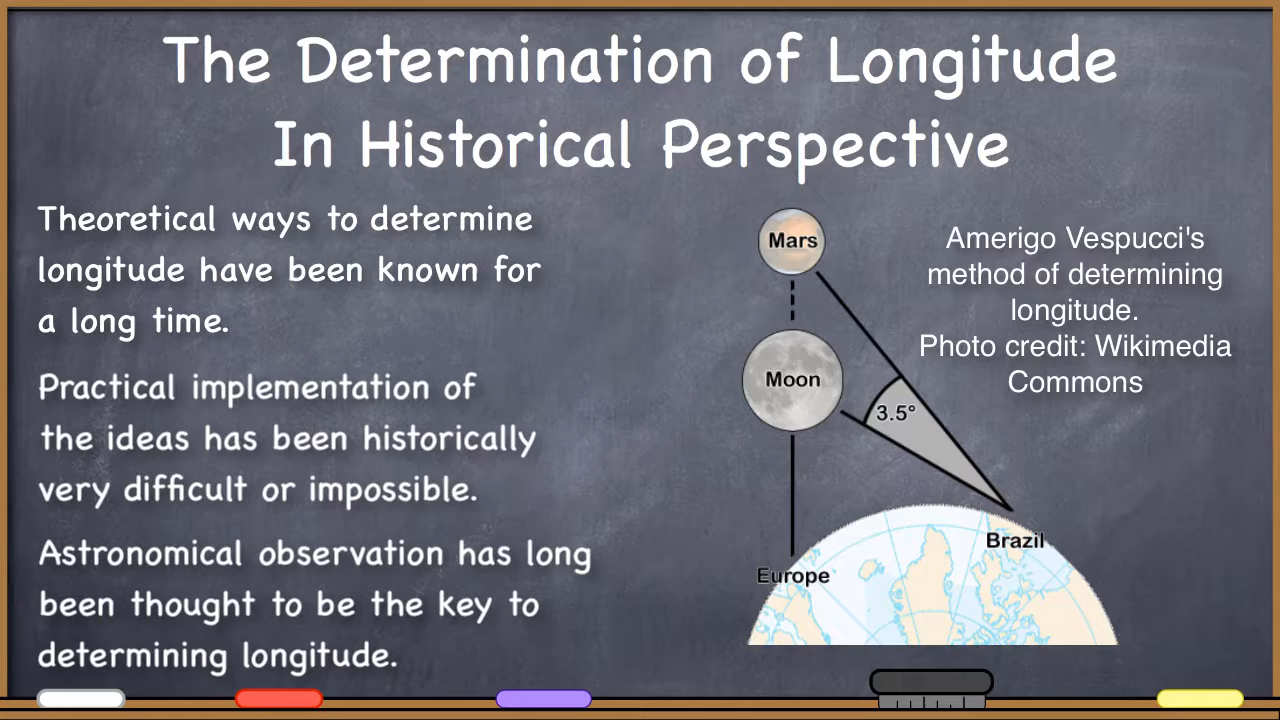 The Determination of Longitude
In Historical Perspective
Theoretical ways to determine
longitude have been known for
a long time.
Practical implementation of
the ideas has been historically
very difficult or impossible.
Astronomical observation has long
been thought to be the key to
determining longitude.
Mars
Moon
3.5°
Brazil
Europe
Amerigo Vespucci's
method of determining
longitude.
Photo credit: Wikimedia
Commons